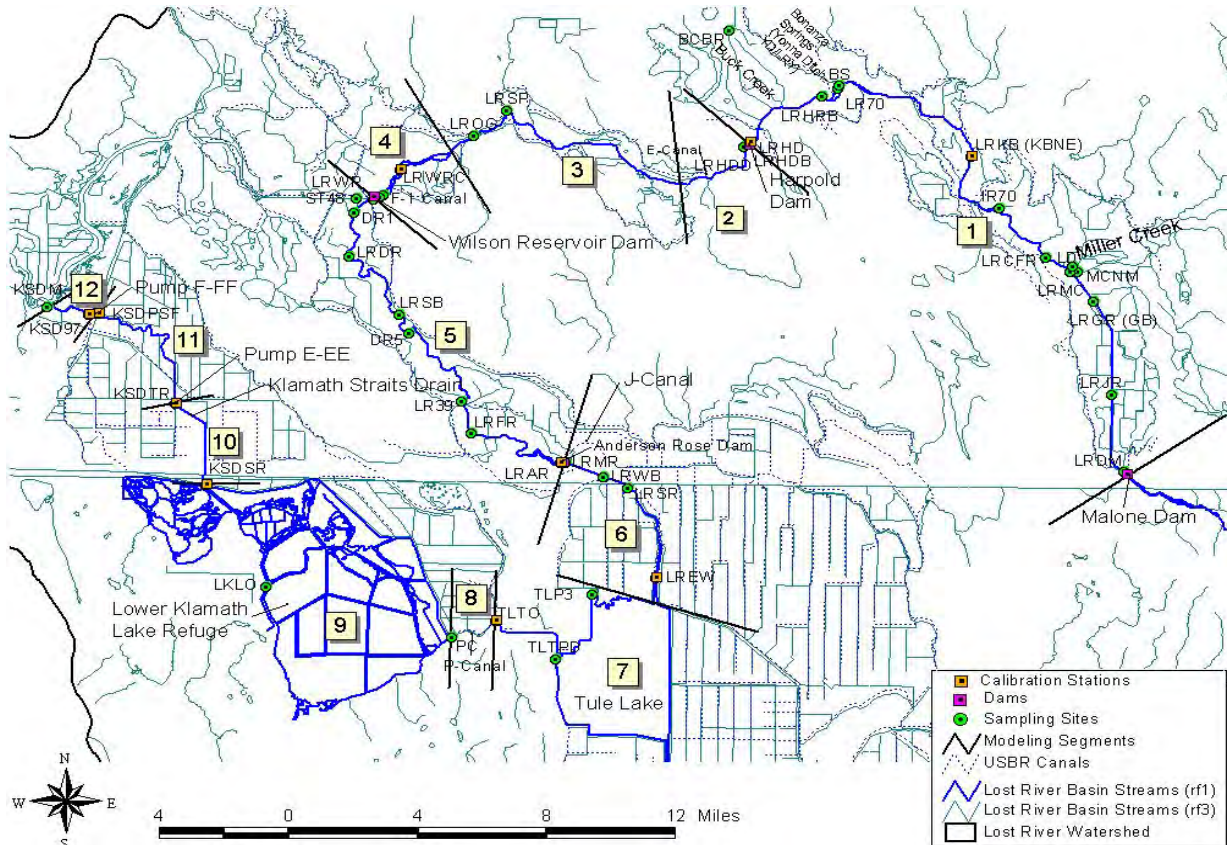 BCBR
Buck Creek
Bonanza
Springs
(Yonna Ditch
BS
LR70
LRHRB
LRSP
LROG
4
LRHD
LRHDB
LRHDD
Harpold
Dam
LRKB (KBNE)
E-Canal
3
LRWRC
F-1-Canal
ST48
DR1
2
1
Miller Creek
LRCFR
MCNM
LRMC
LRGR (GB)
Wilson Reservoir Dam
LRDR
KSDM
12
Pump F-FF
KSD97
KSDPSF
LRSB
DR5
5
11
Pump E-EE
Klamath Straits Drain
KSDTR
J-Canal
LRJR
LR39
LRFR
10
Anderson Rose Dam
LRDM
KSDSR
LRAR
LRMR
LRWB
LRSR
Malone Dam
6
LREW
LKLO
TLP3
8
TLTO
Lower Klamath
Lake Refuge
9
PC
P-Canal
7
Tule Lake
Calibration Stations
Dams
Sampling Sites
Modeling Segments
USBR Canals
Lost River Basin Streams (rf1)
Lost River Basin Streams (rf3)
Lost River Watershed
N
W
E
S
4 0 4 8 12 Miles